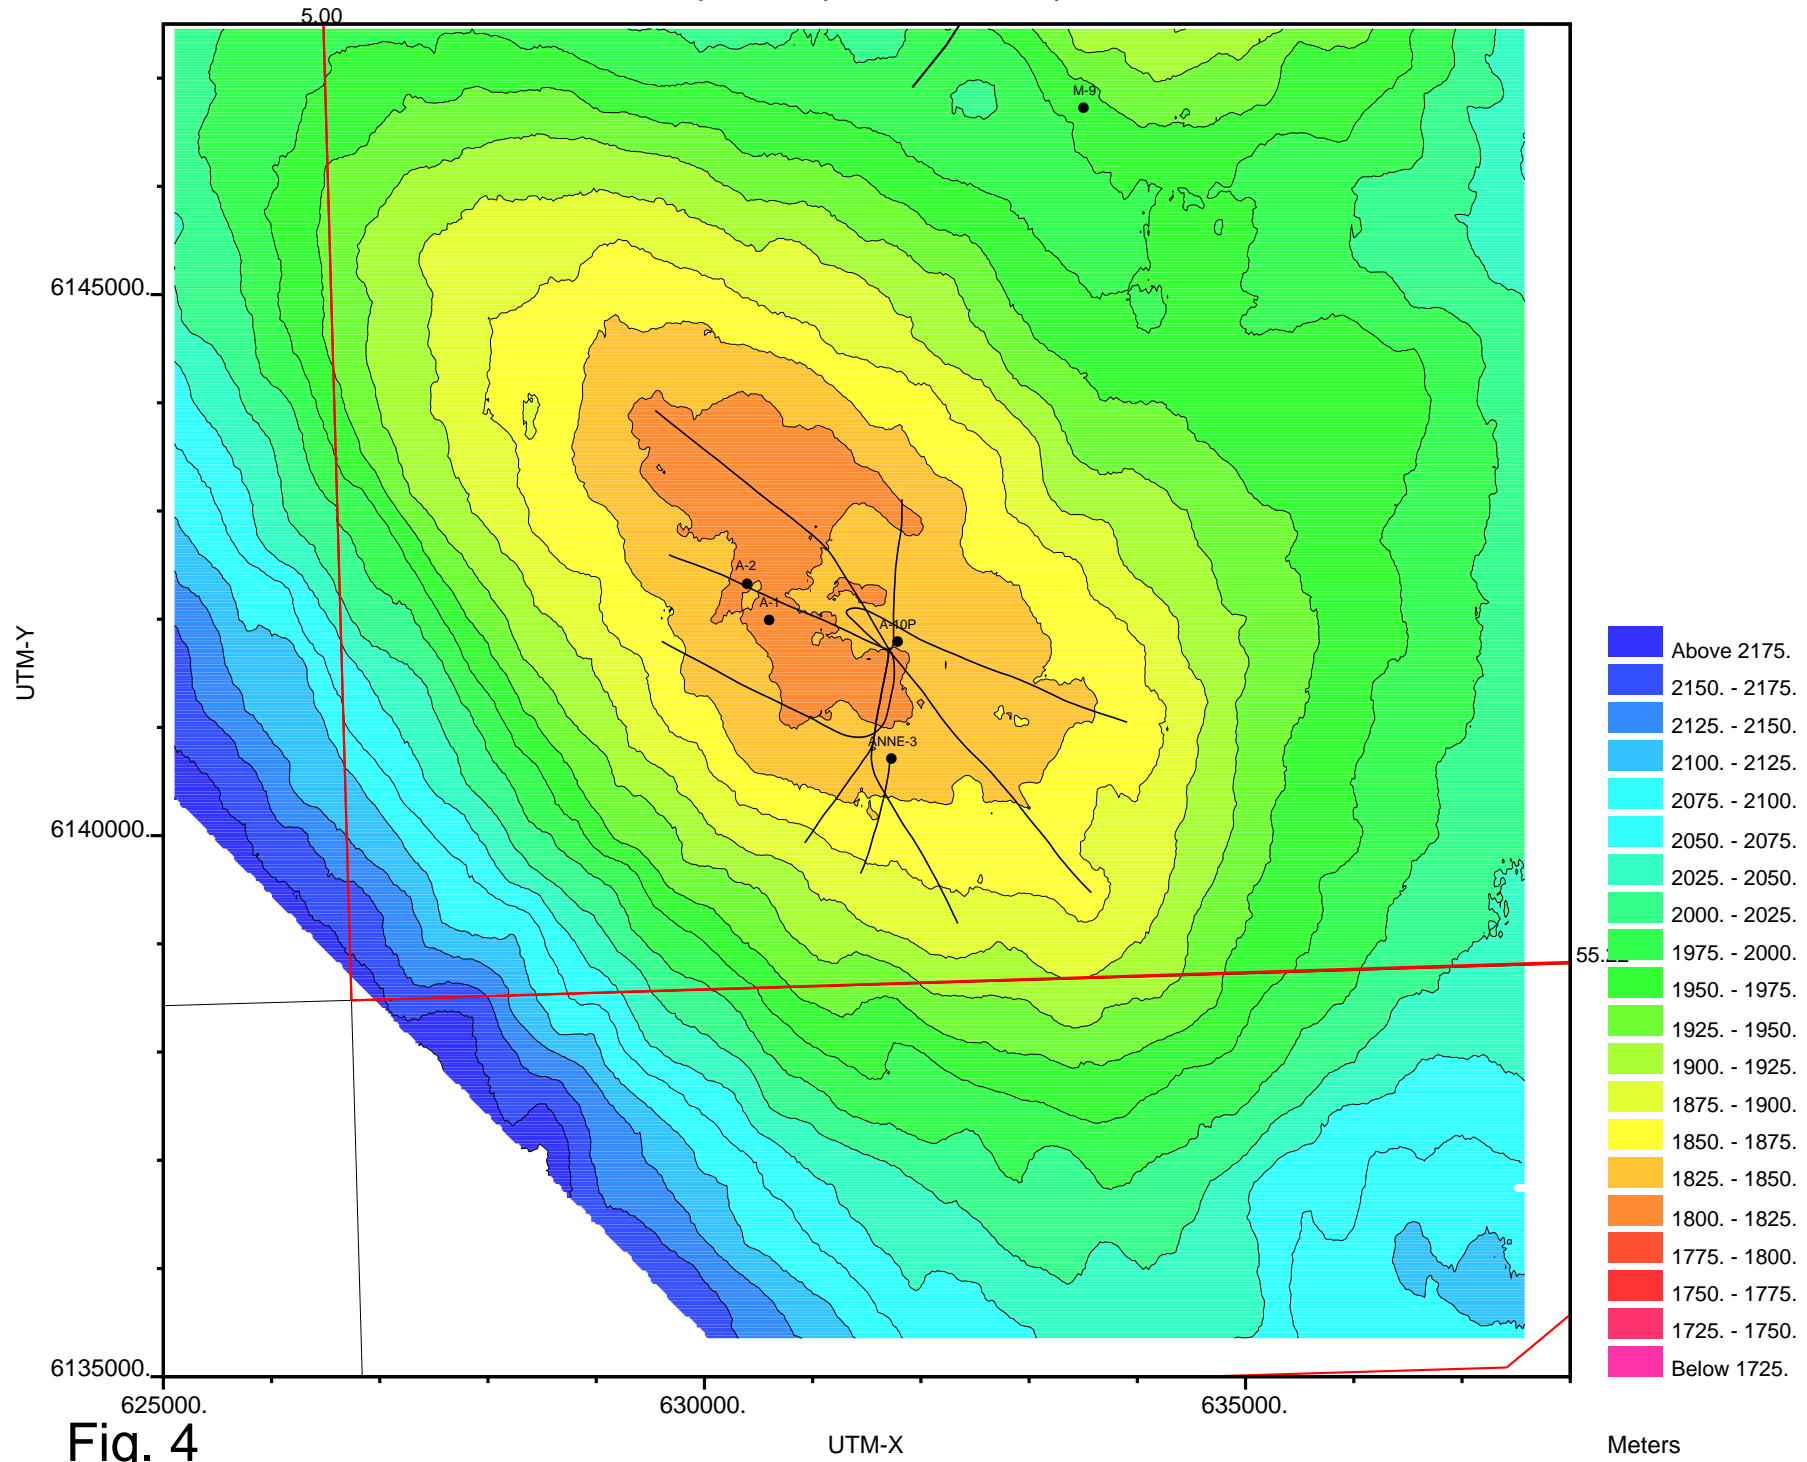 5.00
M-9
6145000.
A-2
A-1
A-10P
UTM-Y
ANNE-3
6140000.
6135000.
625000.
630000.
635000.
UTM-X
Fig. 4
Above 2175.
2150. - 2175.
2125. - 2150.
2100. - 2125.
2075. - 2100.
2050. - 2075.
2025. - 2050.
2000. - 2025.
1975. - 2000.
1950. - 1975.
1925. - 1950.
1900. - 1925.
1875. - 1900.
1850. - 1875.
1825. - 1850.
1800. - 1825.
1775. - 1800.
1750. - 1775.
1725. - 1750.
Below 1725.
Meters